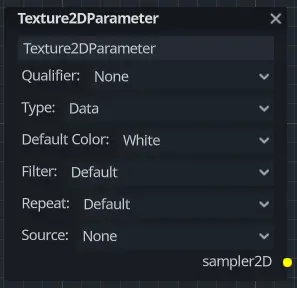 Texture2DParameter
Texture2DParameter
Qualifier: None
Type: Data
Default Color: White
Filter: Default
Repeat: Default
Source: None
sampler2D